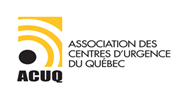 ASSOCIATION DES
CENTRES D'URGENCE
DU QUÉBEC
ACUQ